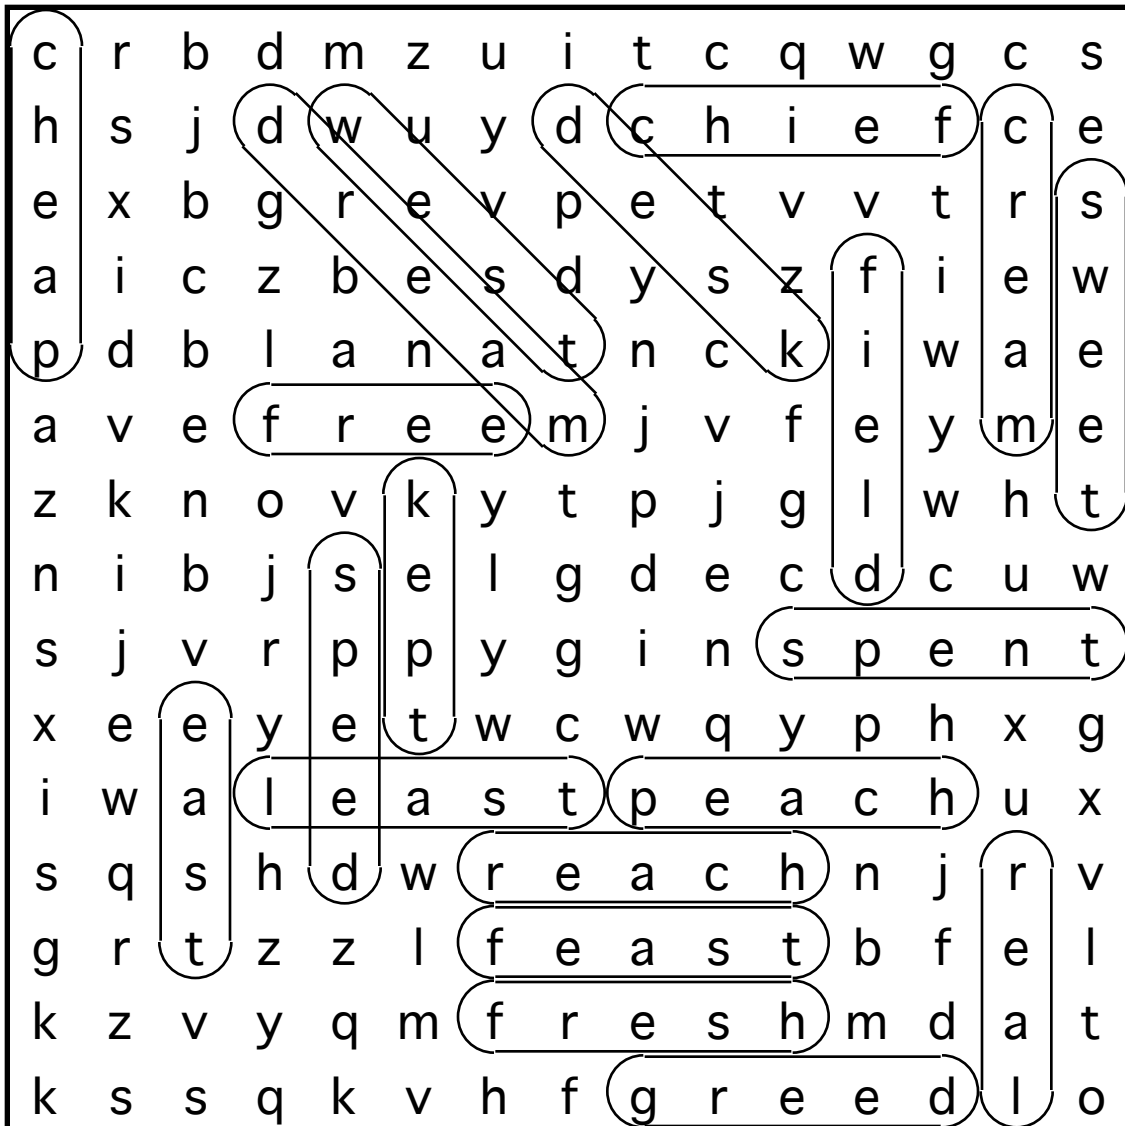 c r b d m z u i t c q w g c s
h s j d w u y d c h i e f c e
e x b g r e v p e t v v t r s
a i c z b e s d y s z f i e w
p d b l a n a t n c k i w a e
a v e f r e e m j v f e y m e
z k n o v k y t p j g l w h t
n i b j s e l g d e c d c u w
s j v r p p y g i n s p e n t
x e e y e t w c w q y p h x g
i w a l e a s t p e a c h u x
s q s h d w r e a c h n j r v
g r t z z l f e a s t b f e l
k z v y q m f r e s h m d a t
k s s q k v h f g r e e d l o